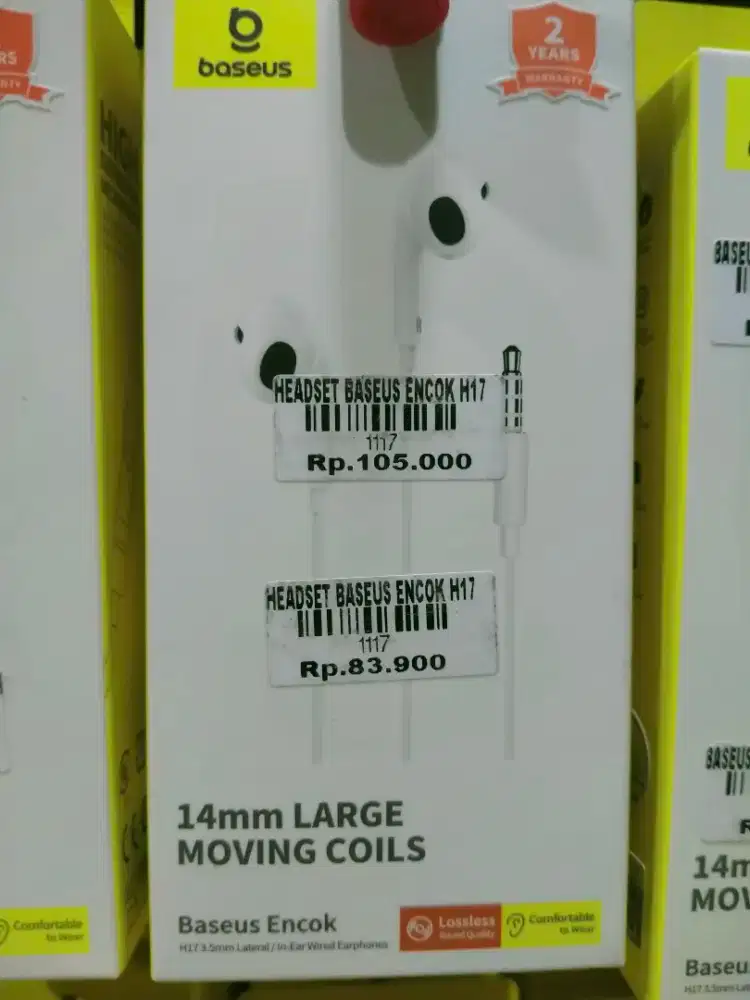 baseus
2
YEARS
WARRANTY
HEADSET BASEUS ENCOK H17
1117
Rp.105.000
HEADSET BASEUS ENCOK H17
1117
Rp.83.900
14mm LARGE
MOVING COILS
Baseus Encok
H17 3.5mm Lateral / In-Ear Wired Earphones
Lossless
Sound Quality
Comfortable
to Wear
Comfortable
to Wear
14m
MOV
Baseu